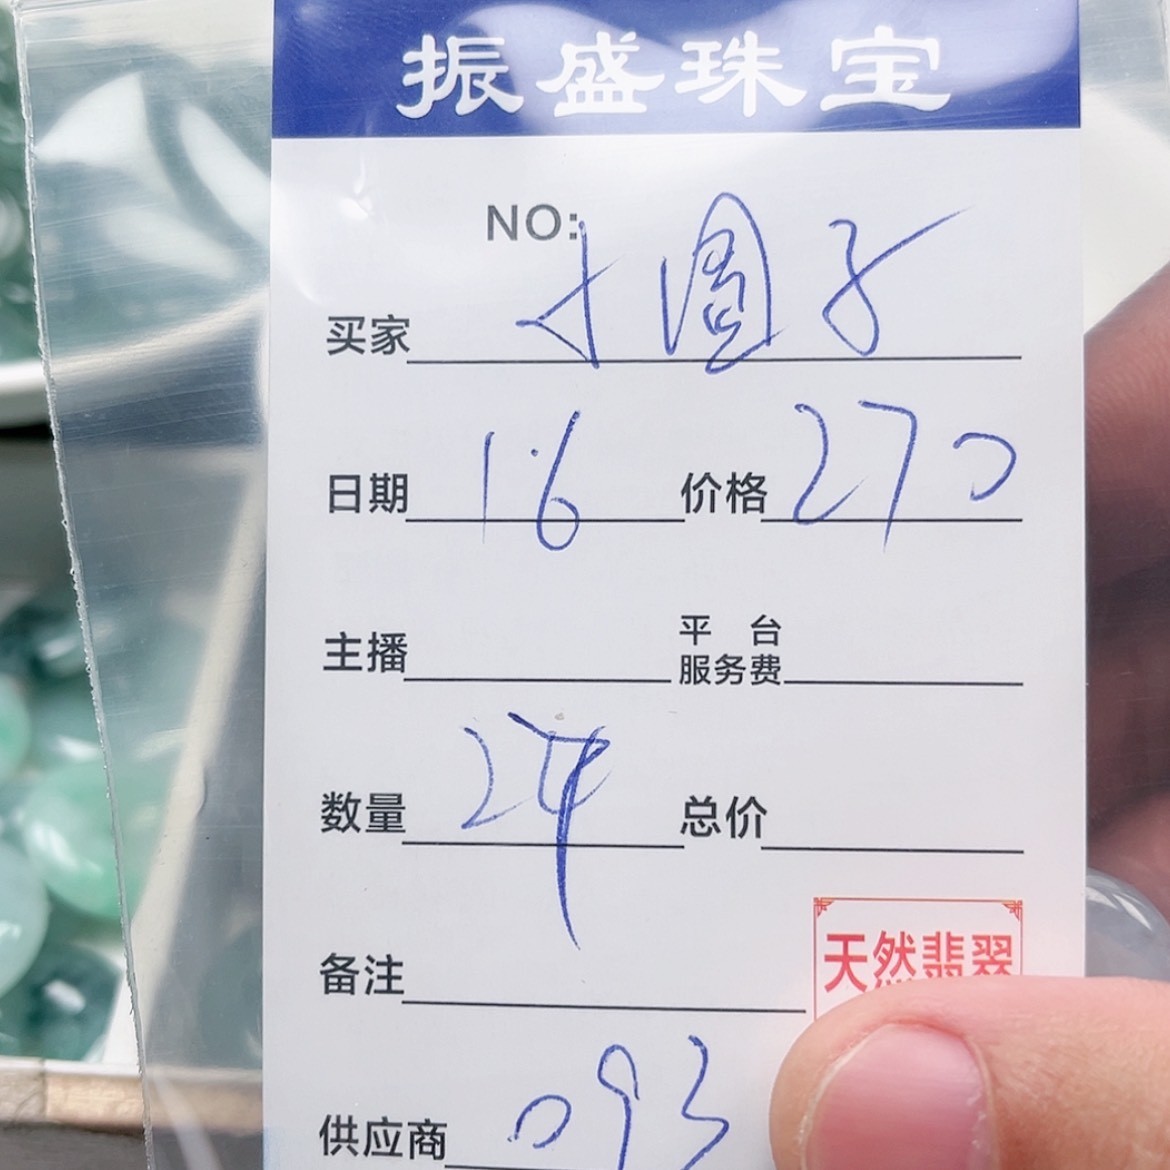 振盛珠宝
NO:
买家 小圆子
日期 1.6 价格 270
主播 平台服务费
数量 24 总价
备注
天然翡翠
供应商 093